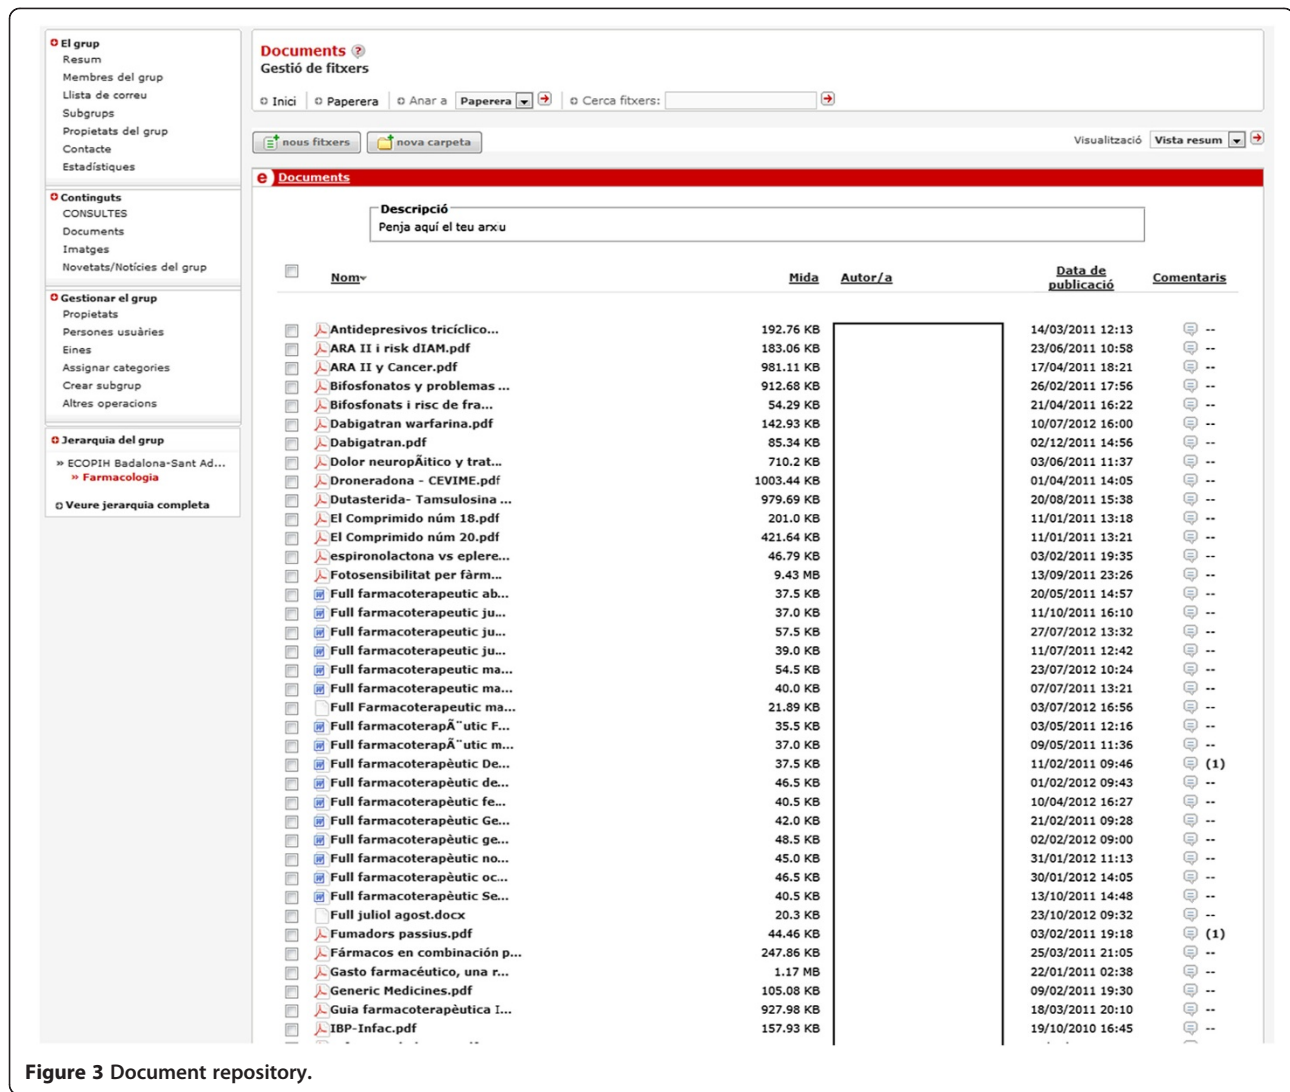 El grup
Resum
Membres del grup
Llista de correu
Subgrups
Propietats del grup
Contacte
Estadístiques
Continguts
CONSULTES
Documents
Imatges
Novetats/Notícies del grup
Gestionar el grup
Propietats
Persones usuàries
Eines
Assignar categories
Crear subgrup
Altres operacions
Jerarquia del grup
» ECOPIH Badalona-Sant Ad...
» Farmacologia
Veure jerarquia completa
Documents ?
Gestió de fitxers
Inici Paperera Anar a Paperera Cerca fitxers:
nous fitxers nova carpeta Visualització Vista resum
e Documents
Descripció
Penja aquí el teu arxiu
Nom Mida Autor/a Data de publicació Comentaris
Antidepresivos tricíclico... 192.76 KB 14/03/2011 12:13 --
ARA II i risk dIAM.pdf 183.06 KB 23/06/2011 10:58 --
ARA II y Cancer.pdf 981.11 KB 17/04/2011 18:21 --
Bifosfonatos y problemas ... 912.68 KB 26/02/2011 17:56 --
Bifosfonats i risc de fra... 54.29 KB 21/04/2011 16:22 --
Dabigatran warfarina.pdf 142.93 KB 10/07/2012 16:00 --
Dabigatran.pdf 85.34 KB 02/12/2011 14:56 --
Dolor neuropÃitico y trat... 710.2 KB 03/06/2011 11:37 --
Droneradona - CEVIME.pdf 1003.44 KB 01/04/2011 14:05 --
Dutasterida- Tamsulosina ... 979.69 KB 20/08/2011 15:38 --
El Comprimido núm 18.pdf 201.0 KB 11/01/2011 13:18 --
El Comprimido núm 20.pdf 421.64 KB 11/01/2011 13:21 --
espironolactona vs eplere... 46.79 KB 03/02/2011 19:35 --
Fotosensibilitat per fàrm... 9.43 MB 13/09/2011 23:26 --
Full farmacoterapeutic ab... 37.5 KB 20/05/2011 14:57 --
Full farmacoterapeutic ju... 37.0 KB 11/10/2011 16:10 --
Full farmacoterapeutic ju... 57.5 KB 27/07/2012 13:32 --
Full farmacoterapeutic ju... 39.0 KB 11/07/2011 12:42 --
Full farmacoterapeutic ma... 54.5 KB 23/07/2012 10:24 --
Full farmacoterapeutic ma... 40.0 KB 07/07/2011 13:21 --
Full Farmacoterapeutic ma... 21.89 KB 03/07/2012 16:56 --
Full farmacoterapÃ¨utic F... 35.5 KB 03/05/2011 12:16 --
Full farmacoterapÃ¨utic m... 37.0 KB 09/05/2011 11:36 --
Full farmacoterapèutic De... 37.5 KB 11/02/2011 09:46 (1)
Full farmacoterapèutic de... 46.5 KB 01/02/2012 09:43 --
Full farmacoterapèutic fe... 40.5 KB 10/04/2012 16:27 --
Full farmacoterapèutic Ge... 42.0 KB 21/02/2011 09:28 --
Full farmacoterapèutic ge... 48.5 KB 02/02/2012 09:00 --
Full farmacoterapèutic no... 45.0 KB 31/01/2012 11:13 --
Full farmacoterapèutic oc... 46.5 KB 30/01/2012 14:05 --
Full farmacoterapèutic Se... 40.5 KB 13/10/2011 14:48 --
Full juliol agost.docx 20.3 KB 23/10/2012 09:32 --
Fumadors passius.pdf 44.46 KB 03/02/2011 19:18 (1)
Fármacos en combinación p... 247.86 KB 25/03/2011 21:05 --
Gasto farmacéutico, una r... 1.17 MB 22/01/2011 02:38 --
Generic Medicines.pdf 105.08 KB 09/02/2011 19:30 --
Guia farmacoterapèutica I... 927.98 KB 18/03/2011 20:10 --
IBP-Infac.pdf 157.93 KB 19/10/2010 16:45 --
Figure 3 Document repository.